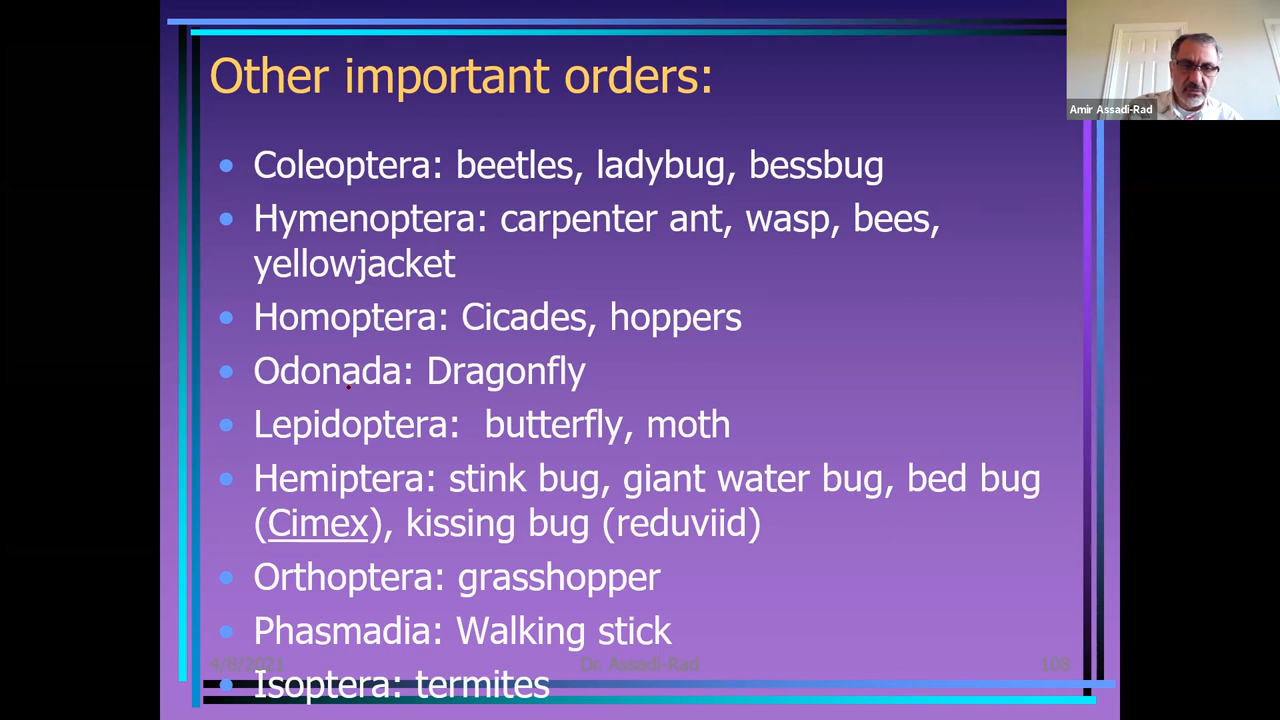 Other important orders:
Amir Assadi-Rad
• Coleoptera: beetles, ladybug, bessbug
• Hymenoptera: carpenter ant, wasp, bees,
yellowjacket
• Homoptera: Cicades, hoppers
• Odonada: Dragonfly
• Lepidoptera:  butterfly, moth
• Hemiptera: stink bug, giant water bug, bed bug
(Cimex), kissing bug (reduviid)
• Orthoptera: grasshopper
• Phasmadia: Walking stick
4/8/2021 Dr. Assadi-Rad 108
• Isoptera: termites